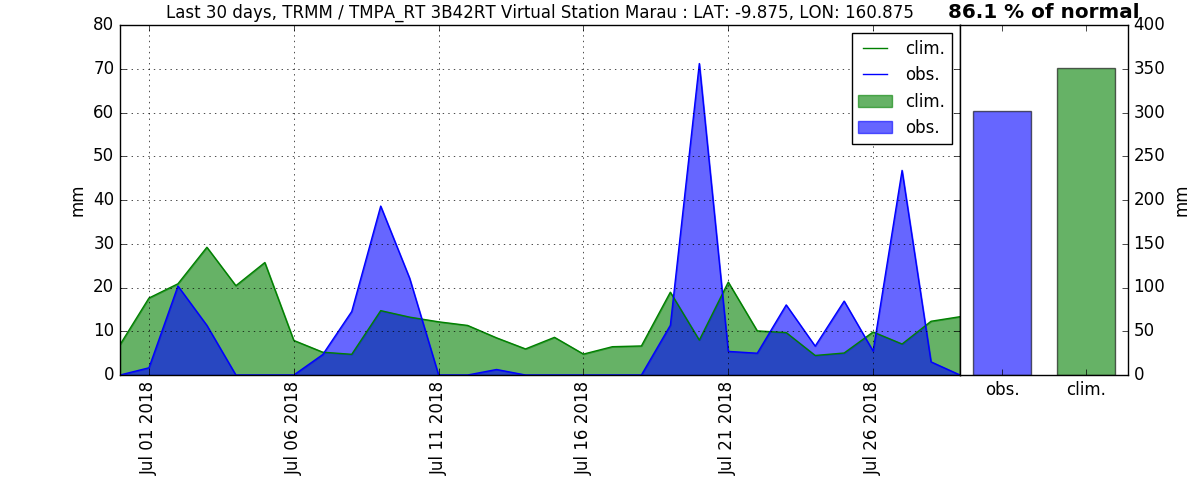 Last 30 days, TRMM / TMPA_RT 3B42RT Virtual Station Marau : LAT: -9.875, LON: 160.875
86.1 % of normal
80
70
60
50
40
30
20
10
0
mm
clim.
obs.
clim.
obs.
Jul 01 2018
Jul 06 2018
Jul 11 2018
Jul 16 2018
Jul 21 2018
Jul 26 2018
400
350
300
250
200
150
100
50
0
mm
obs.
clim.